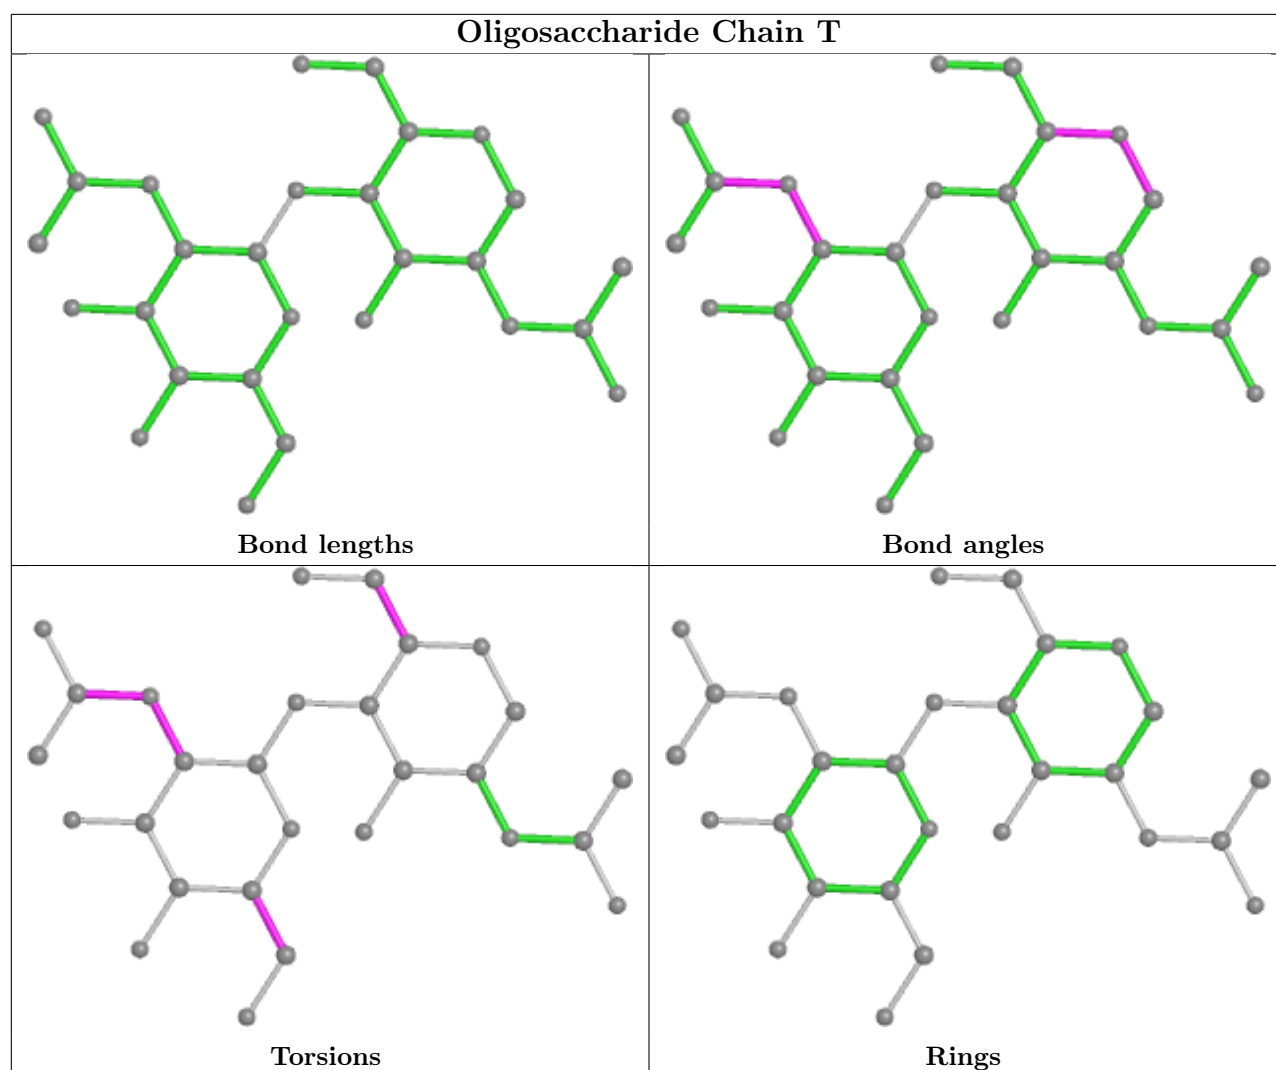 Oligosaccharide Chain T
Bond lengths
Bond angles
Torsions
Rings